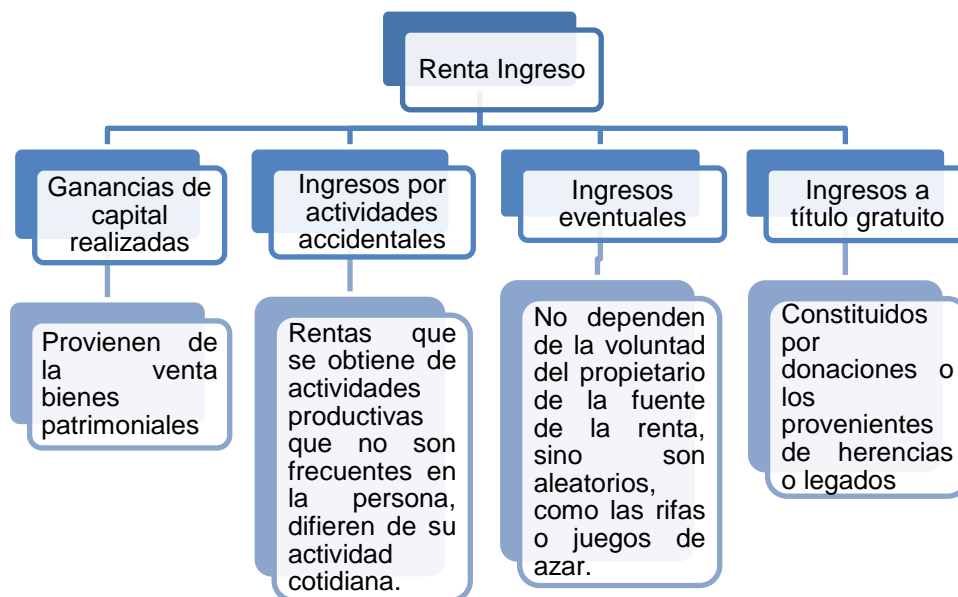 Renta Ingreso
Ganancias de
capital
realizadas
Ingresos por
actividades
accidentales
Ingresos
eventuales
Ingresos a
título gratuito
Provienen de
la venta
bienes
patrimoniales
Rentas que
se obtiene de
actividades
productivas
que no son
frecuentes en
la persona,
difieren de su
actividad
cotidiana.
No dependen
de la voluntad
del propietario
de la fuente
de la renta,
sino son
aleatorios,
como las rifas
o juegos de
azar.
Constituidos
por
donaciones o
los
provenientes
de herencias
o legados